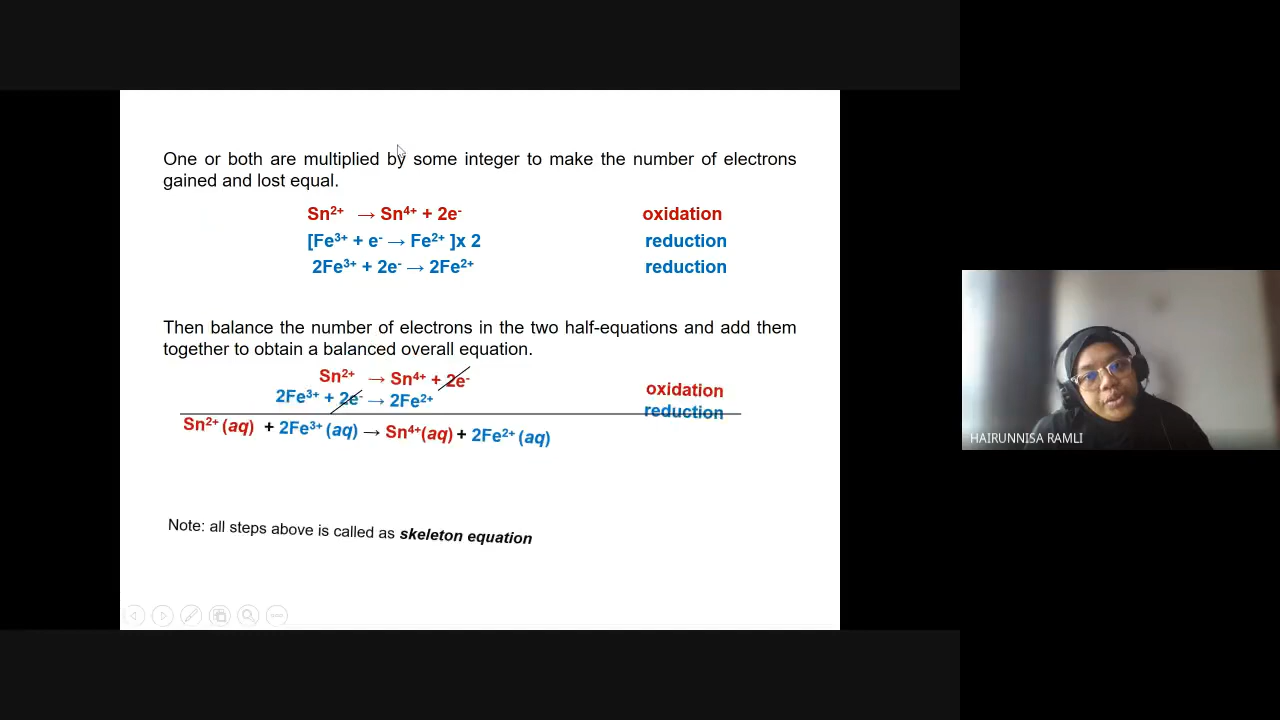 One or both are multiplied by some integer to make the number of electrons
gained and lost equal.
Sn²⁺ → Sn⁴⁺ + 2e⁻ oxidation
[Fe³⁺ + e⁻ → Fe²⁺ ]x 2 reduction
2Fe³⁺ + 2e⁻ → 2Fe²⁺ reduction
Then balance the number of electrons in the two half-equations and add them
together to obtain a balanced overall equation.
Sn²⁺ → Sn⁴⁺ + 2e⁻ oxidation
2Fe³⁺ + 2e⁻ → 2Fe²⁺ reduction
Sn²⁺ (aq) + 2Fe³⁺ (aq) → Sn⁴⁺(aq) + 2Fe²⁺ (aq)
Note: all steps above is called as skeleton equation
HAIRUNNISA RAMLI